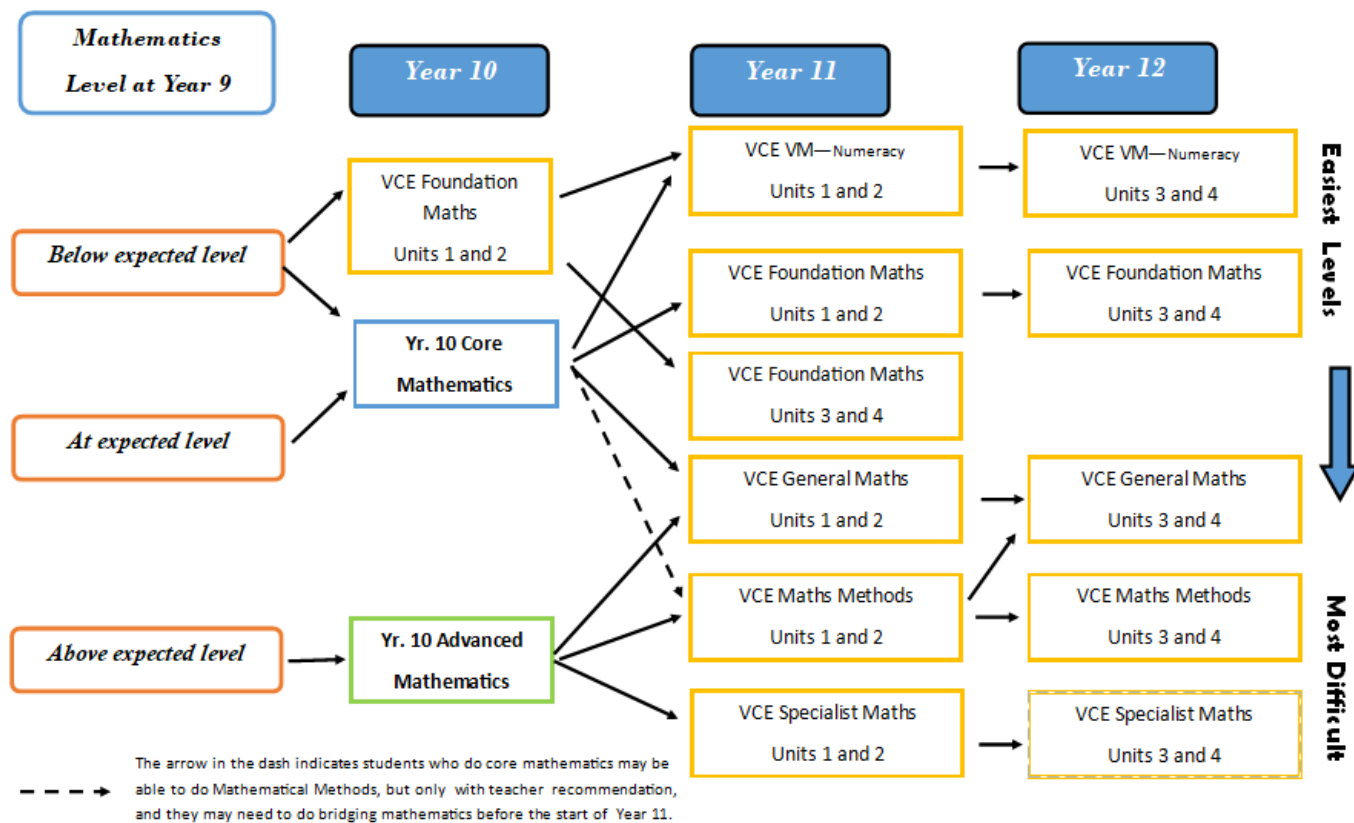 Mathematics
Level at Year 9
Year 10
Year 11
Year 12
VCE Foundation
Maths
Units 1 and 2
VCE VM—Numeracy
Units 1 and 2
VCE VM—Numeracy
Units 3 and 4
Below expected level
VCE Foundation Maths
Units 1 and 2
VCE Foundation Maths
Units 3 and 4
Yr. 10 Core
Mathematics
VCE Foundation Maths
Units 3 and 4
At expected level
VCE General Maths
Units 1 and 2
VCE General Maths
Units 3 and 4
Above expected level
Yr. 10 Advanced
Mathematics
VCE Maths Methods
Units 1 and 2
VCE Maths Methods
Units 3 and 4
VCE Specialist Maths
Units 1 and 2
VCE Specialist Maths
Units 3 and 4
Easiest Levels
Most Difficult
The arrow in the dash indicates students who do core mathematics may be
able to do Mathematical Methods, but only with teacher recommendation,
and they may need to do bridging mathematics before the start of Year 11.